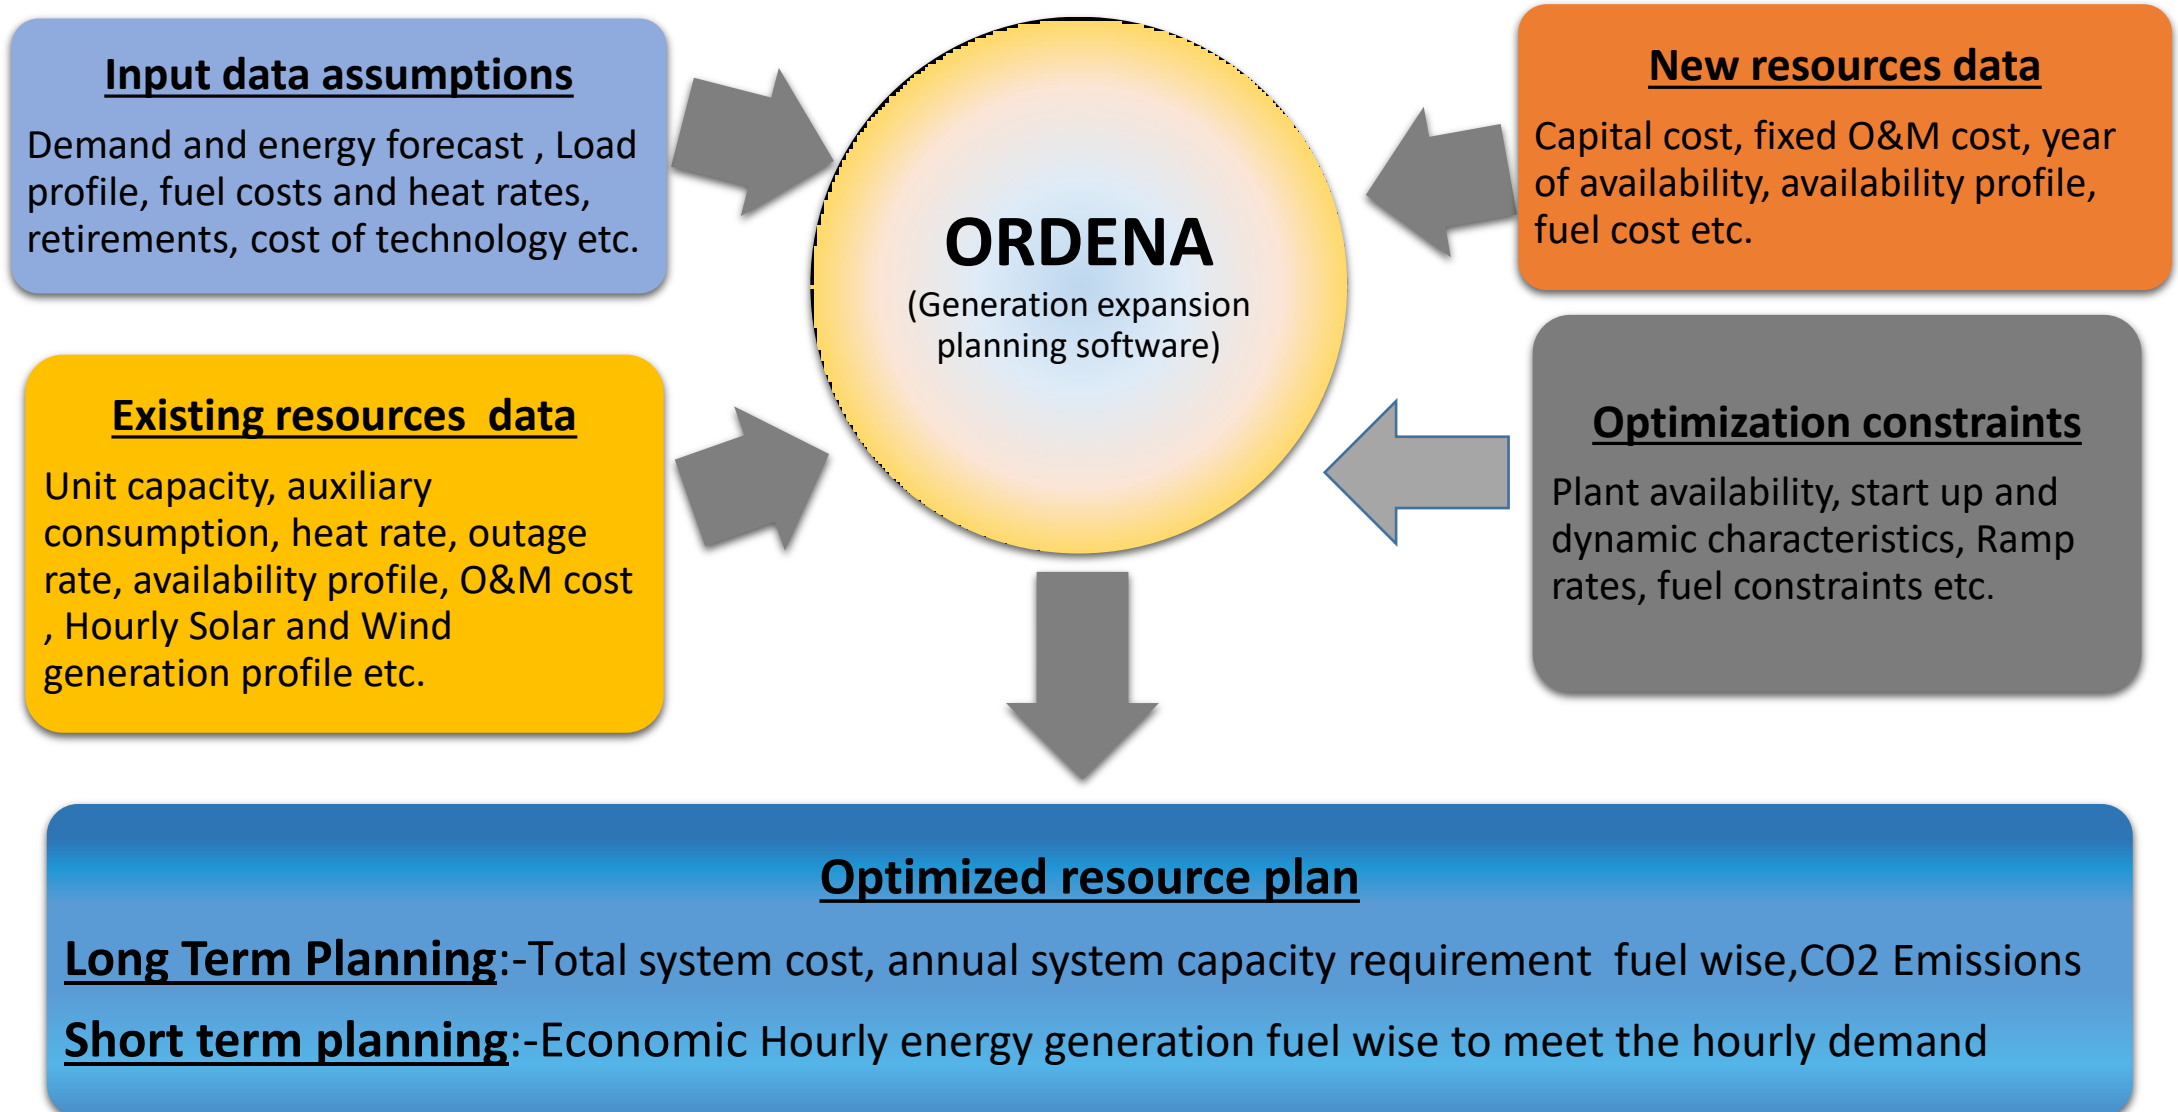 Input data assumptions
Demand and energy forecast , Load
profile, fuel costs and heat rates,
retirements, cost of technology etc.
Existing resources  data
Unit capacity, auxiliary
consumption, heat rate, outage
rate, availability profile, O&M cost
, Hourly Solar and Wind
generation profile etc.
ORDENA
(Generation expansion
planning software)
New resources data
Capital cost, fixed O&M cost, year
of availability, availability profile,
fuel cost etc.
Optimization constraints
Plant availability, start up and
dynamic characteristics, Ramp
rates, fuel constraints etc.
Optimized resource plan
Long Term Planning:-Total system cost, annual system capacity requirement  fuel wise,CO2 Emissions
Short term planning:-Economic Hourly energy generation fuel wise to meet the hourly demand